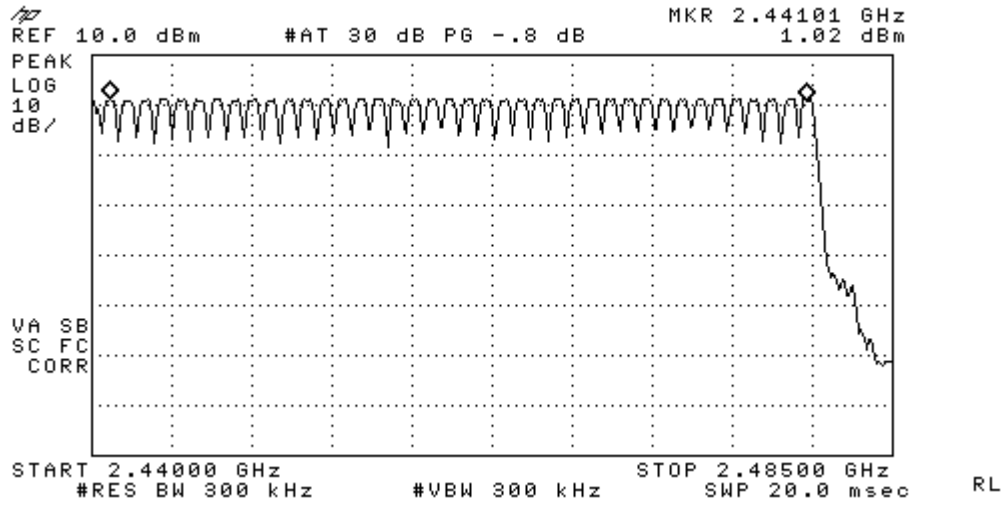 hp MKR 2.44101 GHz
REF 10.0 dBm #AT 30 dB PG -.8 dB 1.02 dBm
PEAK
LOG
10
dB/
VA SB
SC FC
CORR
START 2.44000 GHz STOP 2.48500 GHz
#RES BW 300 kHz #VBW 300 kHz SWP 20.0 msec RL